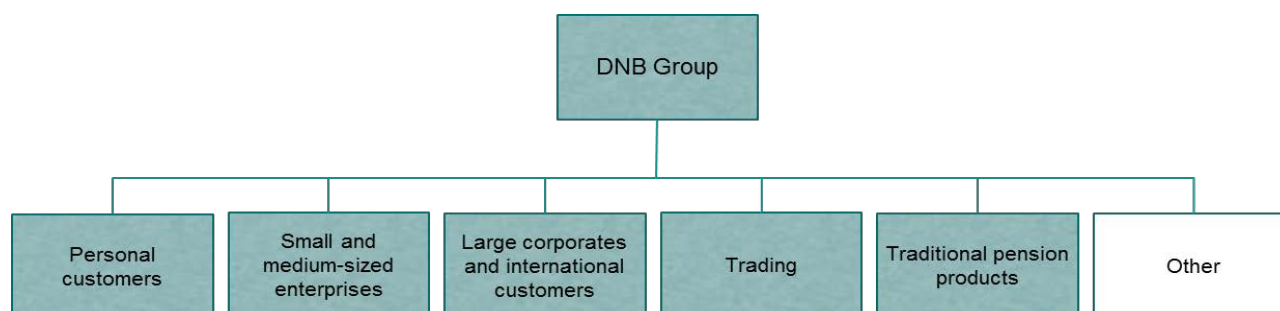 DNB Group
Personal
customers
Small and
medium-sized
enterprises
Large corporates
and international
customers
Trading
Traditional pension
products
Other